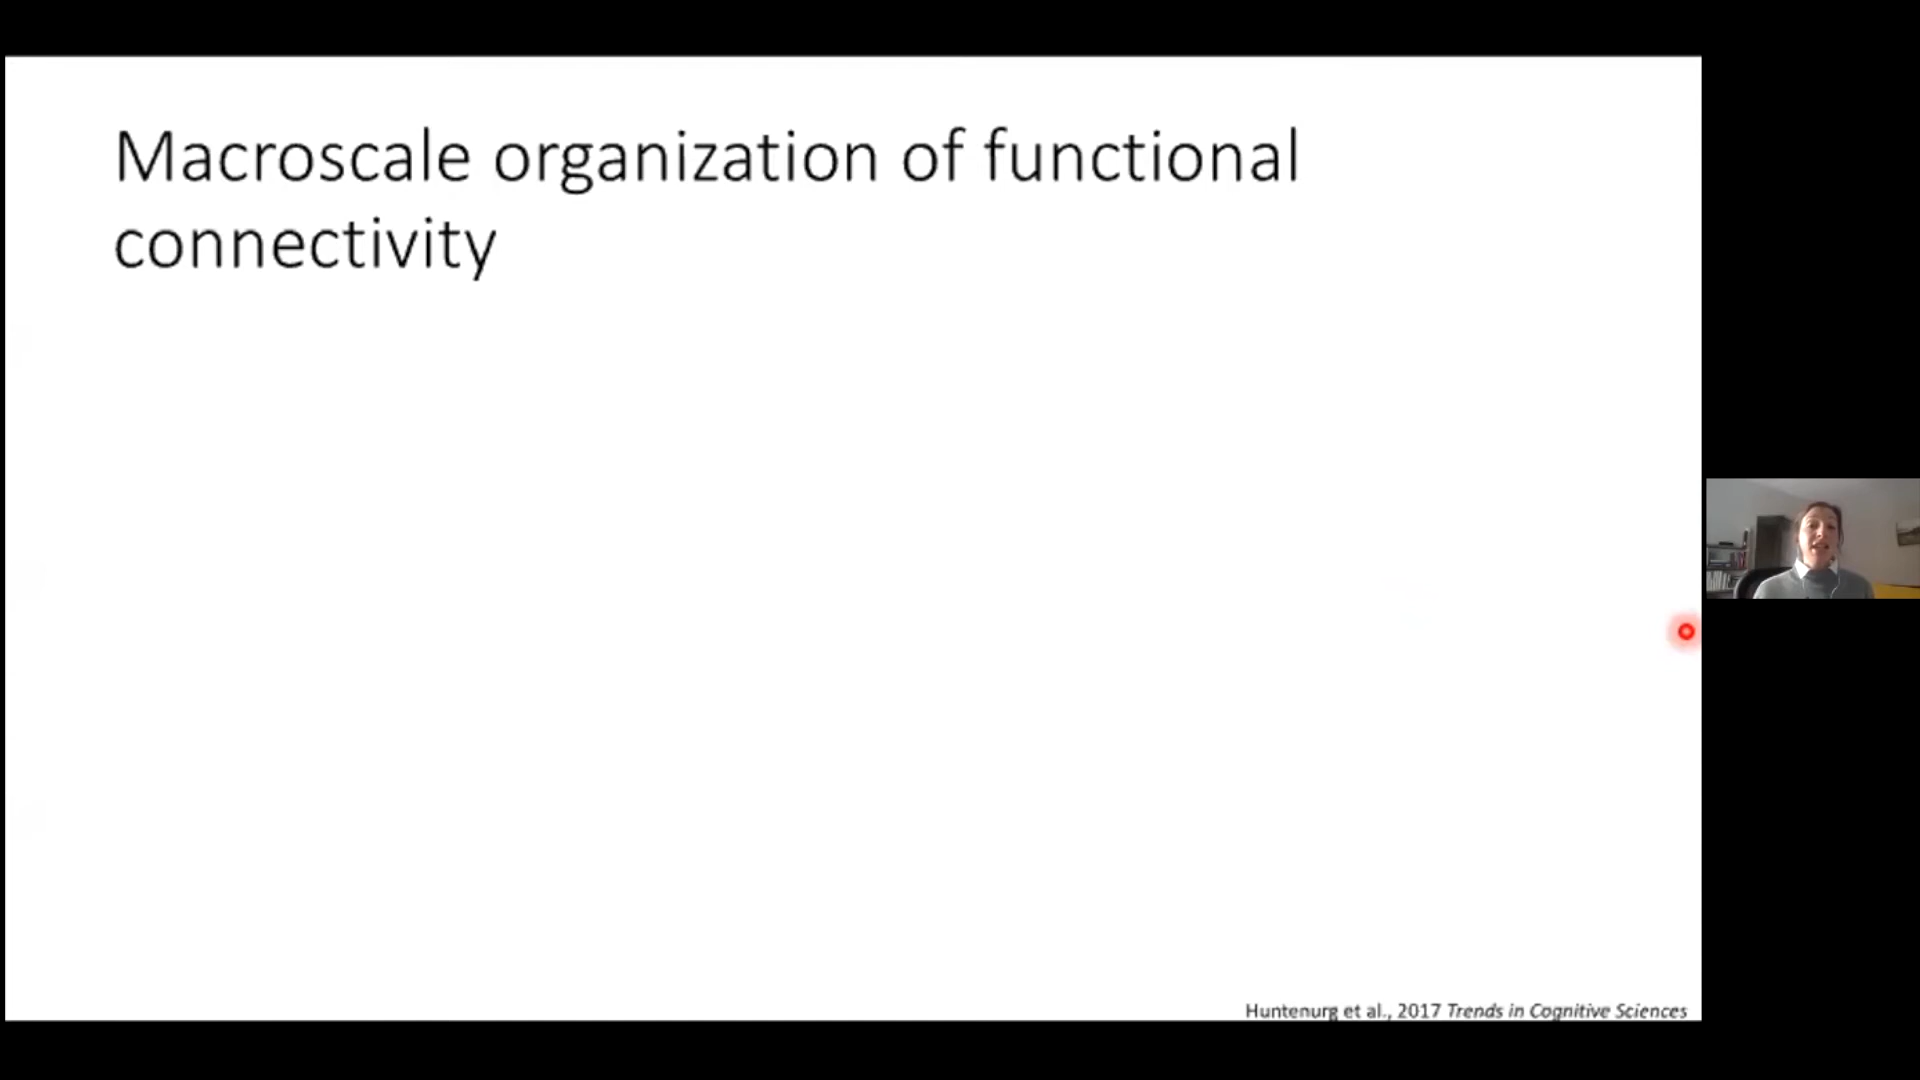 Macroscale organization of functional
connectivity
Huntenurg et al., 2017 Trends in Cognitive Sciences